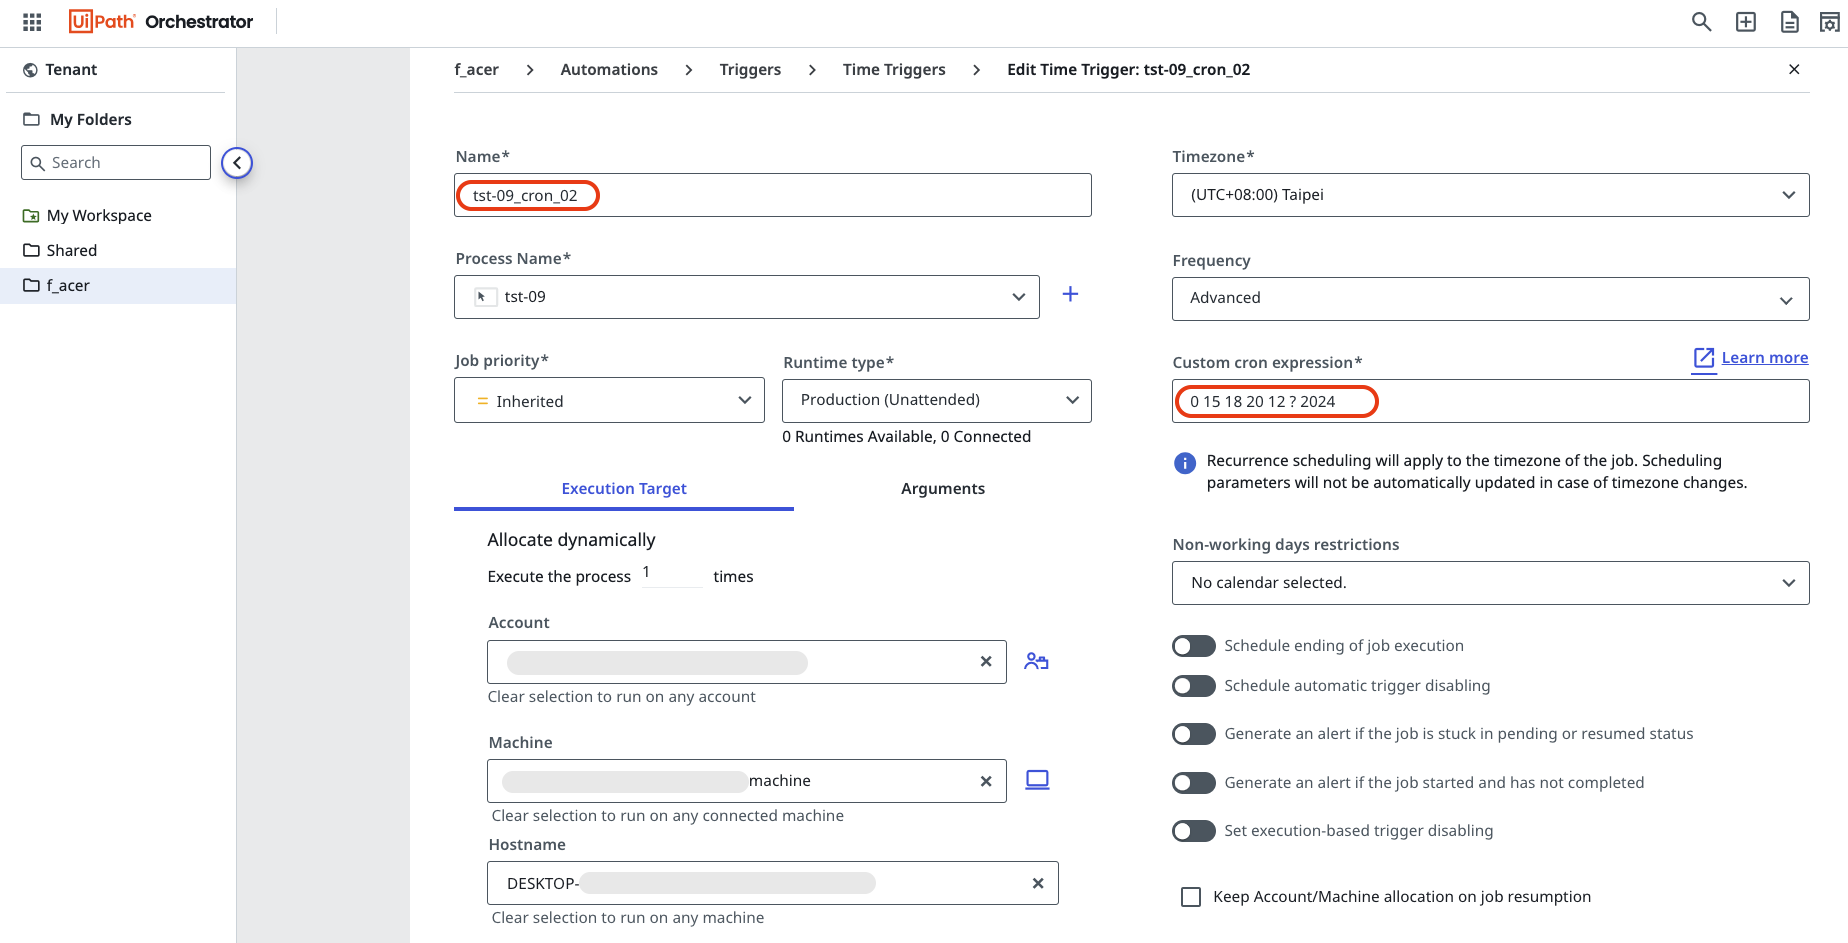 UiPath Orchestrator
Tenant
My Folders
Search
My Workspace
Shared
f_acer
f_acer > Automations > Triggers > Time Triggers > Edit Time Trigger: tst-09_cron_02
Name*
tst-09_cron_02
Process Name*
tst-09
Job priority*
Inherited
Runtime type*
Production (Unattended)
0 Runtimes Available, 0 Connected
Execution Target
Arguments
Allocate dynamically
Execute the process 1 times
Account
Clear selection to run on any account
Machine
machine
Clear selection to run on any connected machine
Hostname
DESKTOP-
Clear selection to run on any machine
Timezone*
(UTC+08:00) Taipei
Frequency
Advanced
Custom cron expression*
Learn more
0 15 18 20 12 ? 2024
Recurrence scheduling will apply to the timezone of the job. Scheduling
parameters will not be automatically updated in case of timezone changes.
Non-working days restrictions
No calendar selected.
Schedule ending of job execution
Schedule automatic trigger disabling
Generate an alert if the job is stuck in pending or resumed status
Generate an alert if the job started and has not completed
Set execution-based trigger disabling
Keep Account/Machine allocation on job resumption